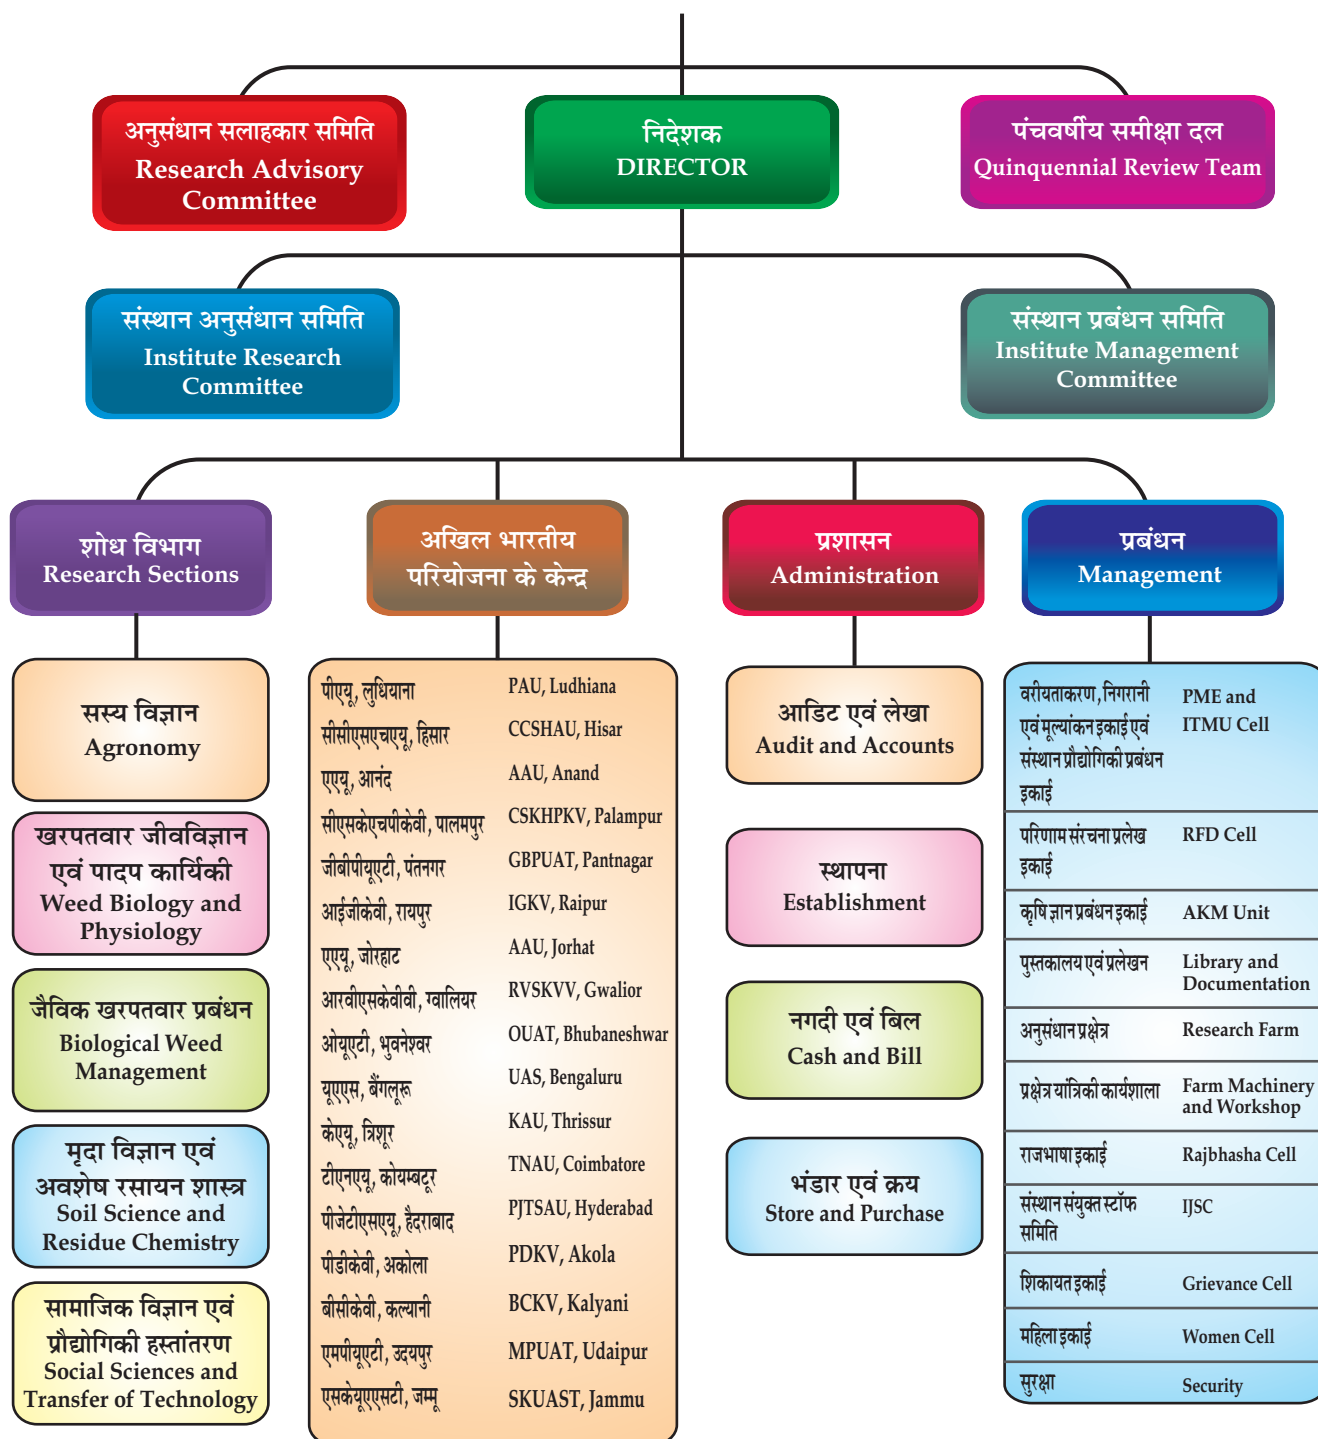 अनुसंधान सलाहकार समिति
Research Advisory
Committee
निदेशक
DIRECTOR
पंचवर्षीय समीक्षा दल
Quinquennial Review Team
संस्थान अनुसंधान समिति
Institute Research
Committee
संस्थान प्रबंधन समिति
Institute Management
Committee
शोध विभाग
Research Sections
अखिल भारतीय
परियोजना के केन्द्र
प्रशासन
Administration
प्रबंधन
Management
सस्य विज्ञान
Agronomy
खरपतवार जीवविज्ञान
एवं पादप कार्यिकी
Weed Biology and
Physiology
जैविक खरपतवार प्रबंधन
Biological Weed
Management
मृदा विज्ञान एवं
अवशेष रसायन शास्त्र
Soil Science and
Residue Chemistry
सामाजिक विज्ञान एवं
प्रौद्योगिकी हस्तांतरण
Social Sciences and
Transfer of Technology
पीएयू, लुधियाना PAU, Ludhiana
सीसीएसएचएयू, हिसार CCSHAU, Hisar
एएयू, आनंद AAU, Anand
सीएसकेएचपीकेवी, पालमपुर CSKHPKV, Palampur
जीबीपीयूएटी, पंतनगर GBPUAT, Pantnagar
आईजीकेवी, रायपुर IGKV, Raipur
एएयू, जोरहाट AAU, Jorhat
आरवीएसकेवीवी, ग्वालियर RVSKVV, Gwalior
ओयूएटी, भुवनेश्वर OUAT, Bhubaneshwar
यूएएस, बैंगलूरू UAS, Bengaluru
केएयू, त्रिशूर KAU, Thrissur
टीएनएयू, कोयम्बटूर TNAU, Coimbatore
पीजेटीएसएयू, हैदराबाद PJTSAU, Hyderabad
पीडीकेवी, अकोला PDKV, Akola
बीसीकेवी, कल्यानी BCKV, Kalyani
एमपीयूएटी, उदयपुर MPUAT, Udaipur
एसकेयूएएसटी, जम्मू SKUAST, Jammu
आडिट एवं लेखा
Audit and Accounts
स्थापना
Establishment
नगदी एवं बिल
Cash and Bill
भंडार एवं क्रय
Store and Purchase
वरीयताकरण, निगरानी PME and
एवं मूल्यांकन इकाई एवं ITMU Cell
संस्थान प्रौद्योगिकी प्रबंधन
इकाई
परिणाम संरचना प्रलेख RFD Cell
इकाई
कृषि ज्ञान प्रबंधन इकाई AKM Unit
पुस्तकालय एवं प्रलेखन Library and
Documentation
अनुसंधान प्रक्षेत्र Research Farm
प्रक्षेत्र यांत्रिकी कार्यशाला Farm Machinery
and Workshop
राजभाषा इकाई Rajbhasha Cell
संस्थान संयुक्त स्टॉफ IJSC
समिति
शिकायत इकाई Grievance Cell
महिला इकाई Women Cell
सुरक्षा Security